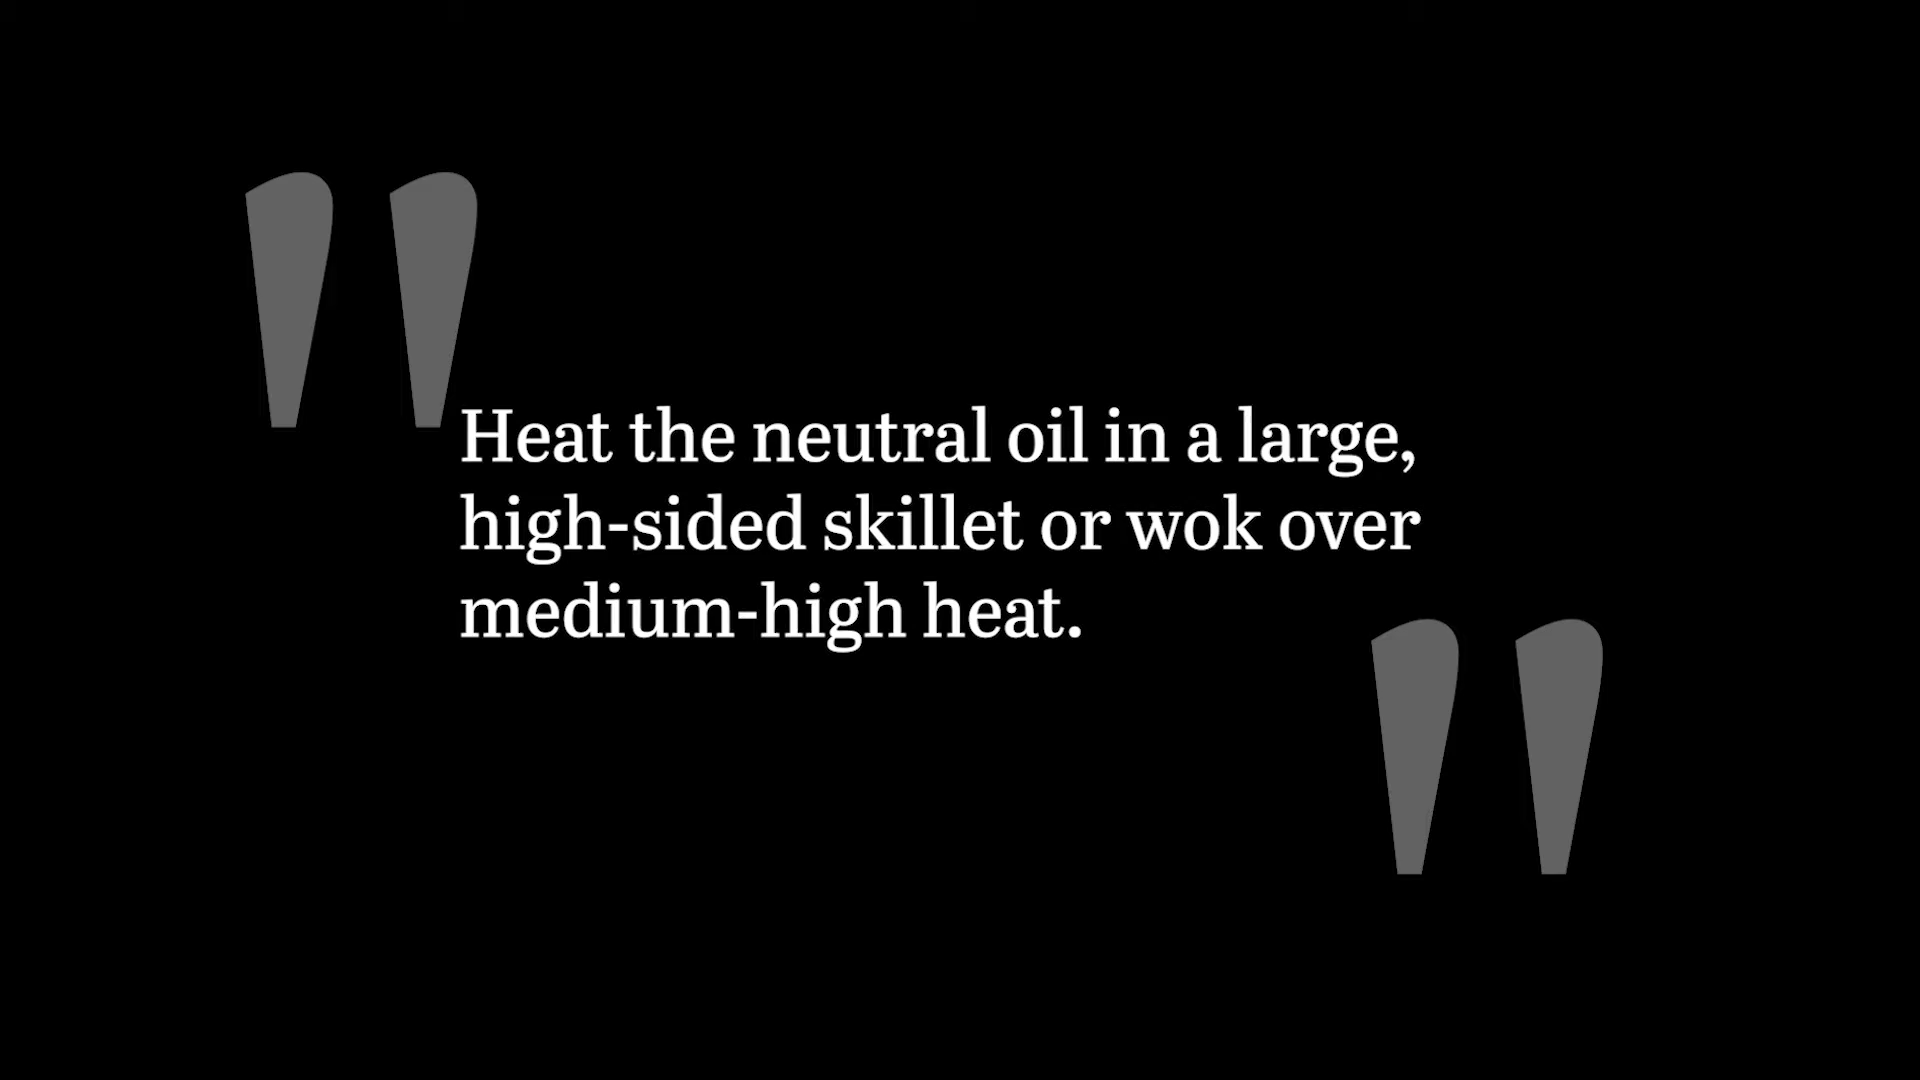 "Heat the neutral oil in a large,
high-sided skillet or wok over
medium-high heat."